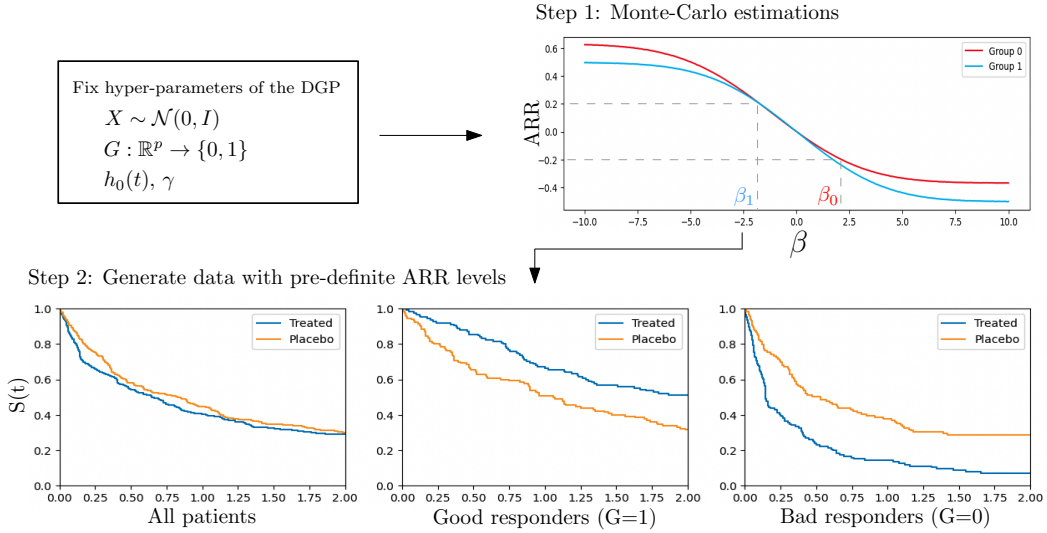 Step 1: Monte-Carlo estimations
Fix hyper-parameters of the DGP
X ∼ 𝒩(0, I)
G : ℝᵖ → {0, 1}
h₀(t), γ
ARR
0.6
0.4
0.2
0.0
−0.2
−0.4
Group 0
Group 1
β₁
β₀
−10.0 −7.5 −5.0 −2.5 0.0 2.5 5.0 7.5 10.0
β
Step 2: Generate data with pre-definite ARR levels
S(t)
1.0
0.8
0.6
0.4
0.2
0.0
Treated
Placebo
0.00 0.25 0.50 0.75 1.00 1.25 1.50 1.75 2.00
All patients
1.0
0.8
0.6
0.4
0.2
0.0
Treated
Placebo
0.00 0.25 0.50 0.75 1.00 1.25 1.50 1.75 2.00
Good responders (G=1)
1.0
0.8
0.6
0.4
0.2
0.0
Treated
Placebo
0.00 0.25 0.50 0.75 1.00 1.25 1.50 1.75 2.00
Bad responders (G=0)